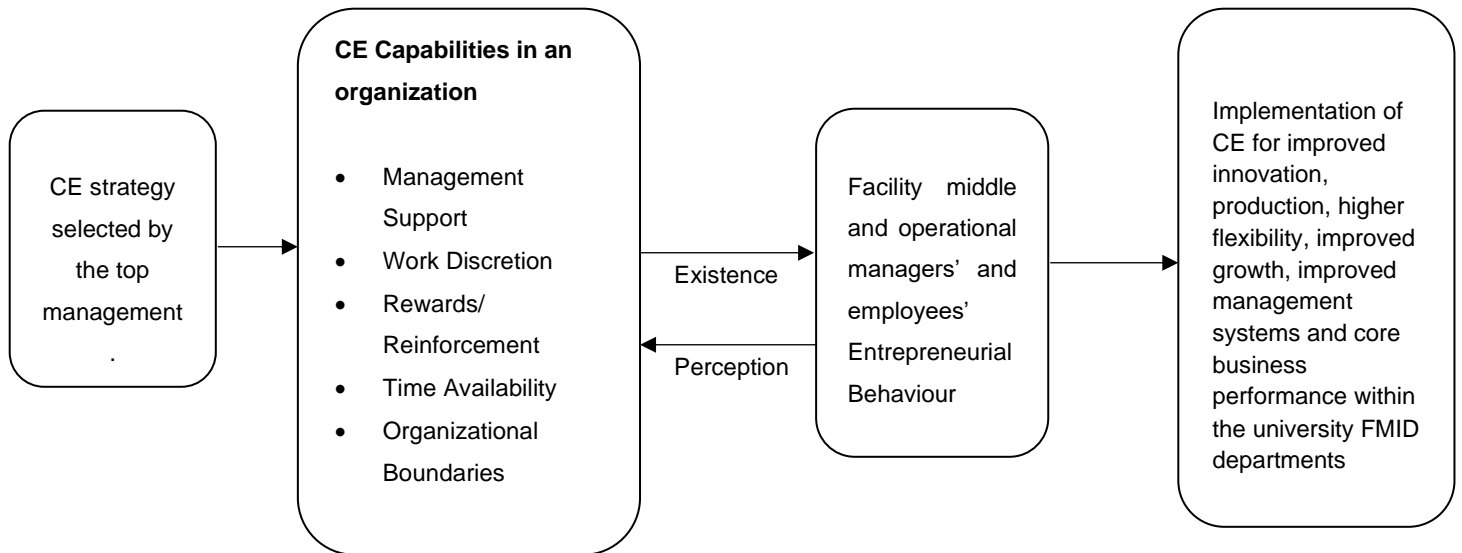 CE strategy
selected by
the top
management
.
CE Capabilities in an
organization
• Management
Support
• Work Discretion
• Rewards/
Reinforcement
• Time Availability
• Organizational
Boundaries
Existence
Perception
Facility middle
and operational
managers’ and
employees’
Entrepreneurial
Behaviour
Implementation of
CE for improved
innovation,
production, higher
flexibility, improved
growth, improved
management
systems and core
business
performance within
the university FMID
departments